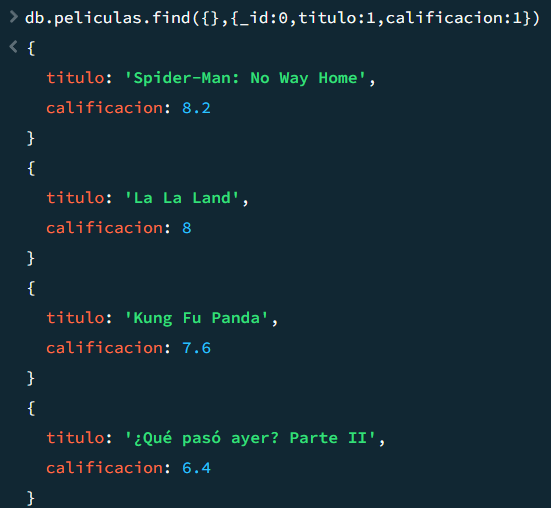 > db.peliculas.find({},{_id:0,titulo:1,calificacion:1})
< {
titulo: 'Spider-Man: No Way Home',
calificacion: 8.2
}
{
titulo: 'La La Land',
calificacion: 8
}
{
titulo: 'Kung Fu Panda',
calificacion: 7.6
}
{
titulo: '¿Qué pasó ayer? Parte II',
calificacion: 6.4
}